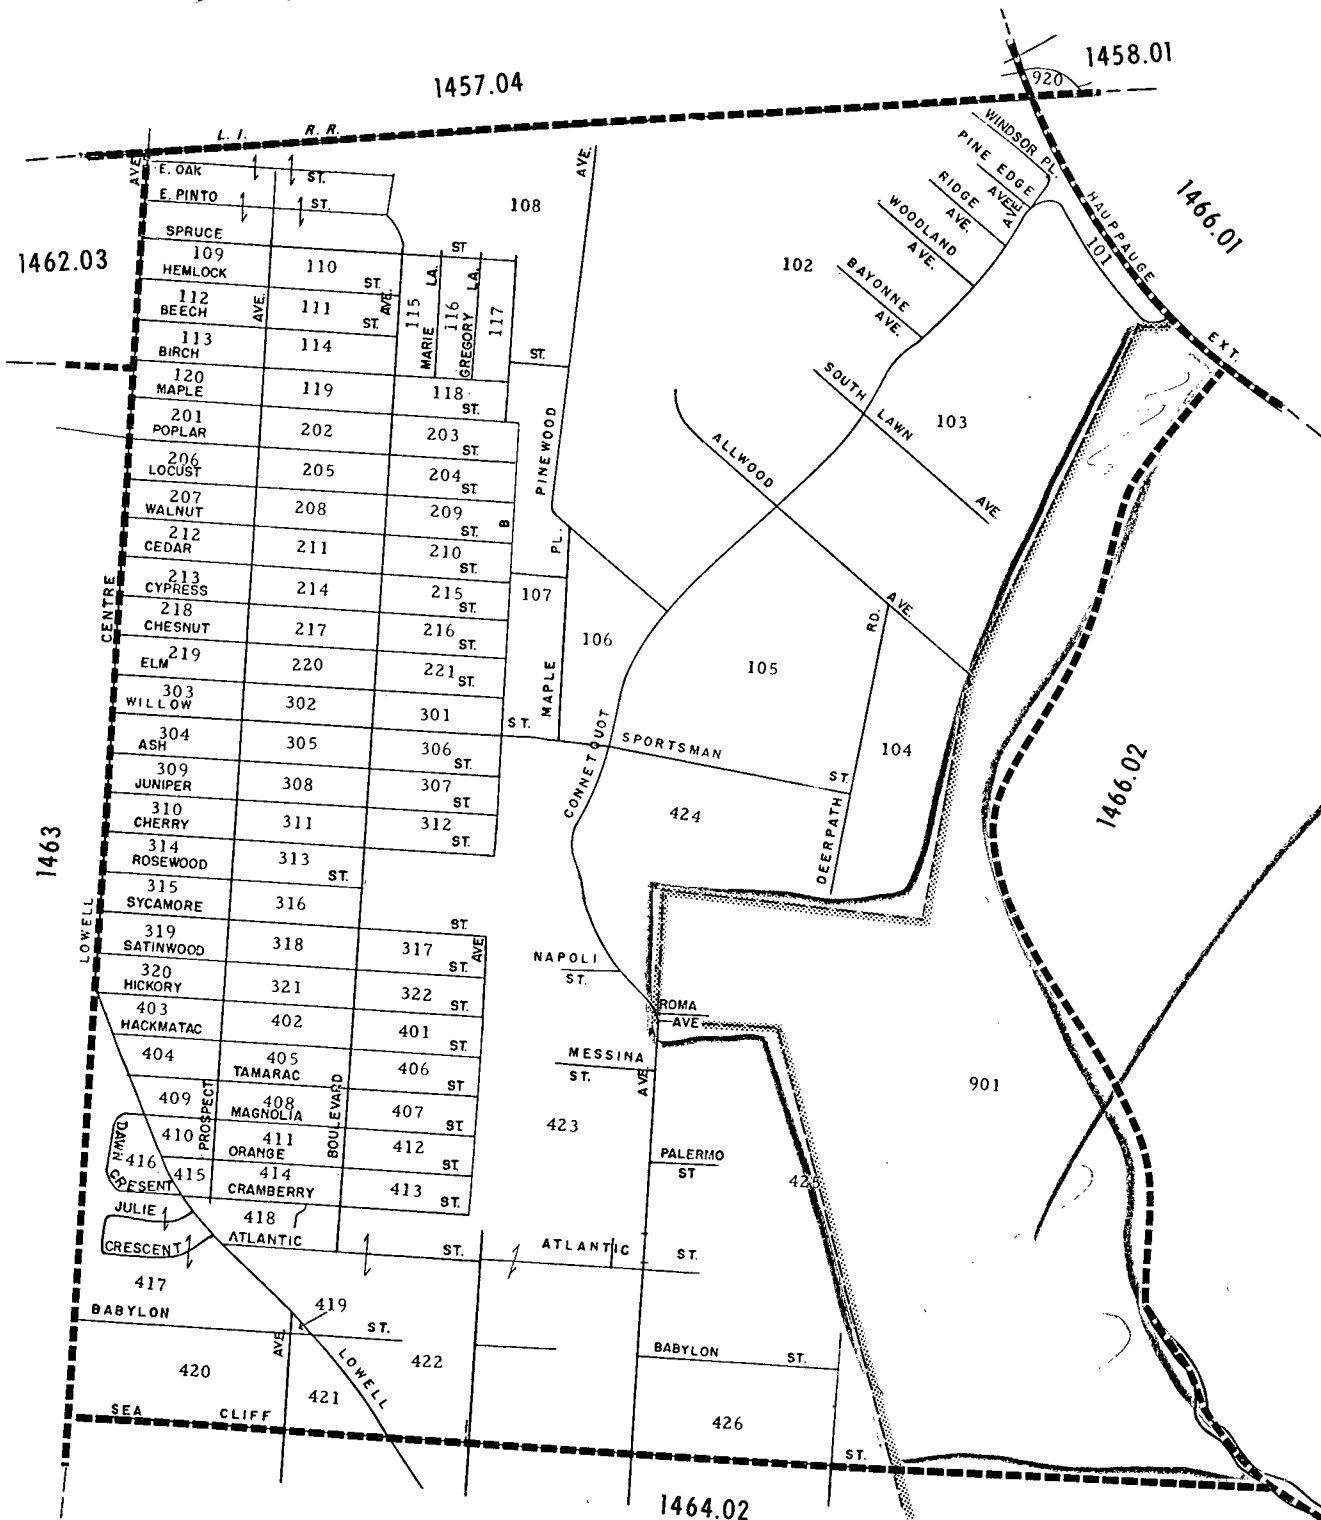 1457.04
1458.01
920
L. I. R. R.
AVE.
E. OAK ST.
E. PINTO ST.
AVE.
108
WINDSOR PL.
PINE EDGE AVE.
RIDGE AVE.
AVE
WOODLAND AVE.
HAUPPAUGE EXT.
101
1466.01
1462.03
SPRUCE ST
109
HEMLOCK ST.
110
112
BEECH ST.
111
AVE.
AVE.
115
MARIE LA.
116
GREGORY LA.
117
102
BAYONNE AVE.
113
BIRCH
114
ST.
120
MAPLE
119
118
ST.
SOUTH LAWN AVE.
103
201
POPLAR
202
203
ST.
PINEWOOD
ALLWOOD AVE
206
LOCUST
205
204
ST.
207
WALNUT
208
209
ST.
B
212
CEDAR
211
210
ST.
PL.
213
CYPRESS
214
215
ST.
107
CENTRE
218
CHESNUT
217
216
ST.
106
RD.
219
ELM
220
221
ST.
MAPLE
105
303
WILLOW
302
301
ST.
304
ASH
305
306
ST.
CONNETQUOT
SPORTSMAN ST.
104
1466.02
309
JUNIPER
308
307
ST
310
CHERRY
311
312
ST.
424
DEERPATH
1463
314
ROSEWOOD
313
ST.
315
SYCAMORE
316
ST.
LOWELL
319
SATINWOOD
318
317
ST.
AVE
NAPOLI ST.
320
HICKORY
321
322
ST.
ROMA AVE
403
HACKMATAC
402
401
ST.
404
405
TAMARAC
406
ST
MESSINA ST.
AVE
901
409
PROSPECT
408
MAGNOLIA
BOULEVARD
407
ST.
423
410
411
ORANGE
412
ST.
DAWN CRESENT
416
415
414
CRAMBERRY
413
ST.
PALERMO ST
425
JULIE CRESCENT
418
ATLANTIC ST.
ATLANTIC ST.
417
BABYLON ST.
419
AVE.
LOWELL
420
421
422
BABYLON ST.
426
SEA CLIFF ST.
1464.02